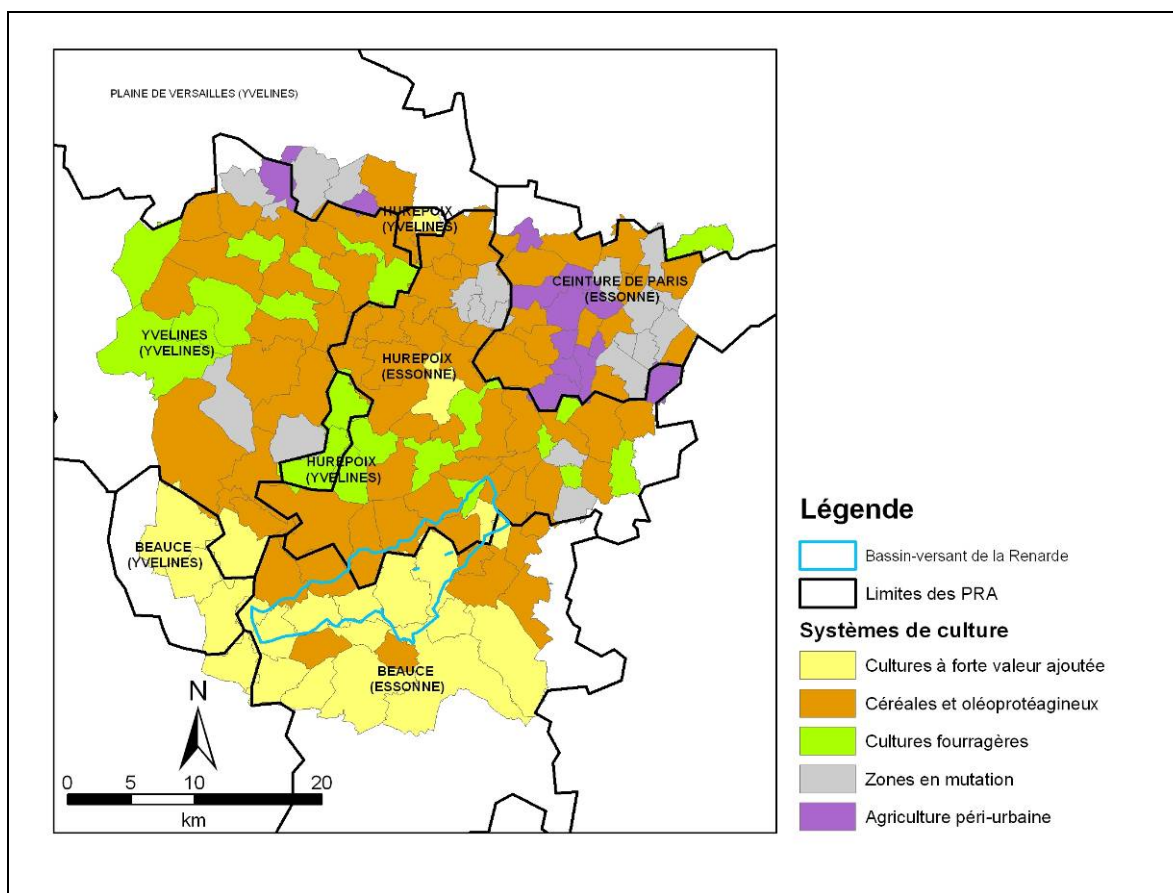 PLAINE DE VERSAILLES (YVELINES)
HUREPOIX
(YVELINES)
CEINTURE DE PARIS
(ESSONNE)
YVELINES
(YVELINES)
HUREPOIX
(ESSONNE)
HUREPOIX
(YVELINES)
BEAUCE
(YVELINES)
BEAUCE
(ESSONNE)
N
0 5 10 20
km
Légende
Bassin-versant de la Renarde
Limites des PRA
Systèmes de culture
Cultures à forte valeur ajoutée
Céréales et oléoprotéagineux
Cultures fourragères
Zones en mutation
Agriculture péri-urbaine